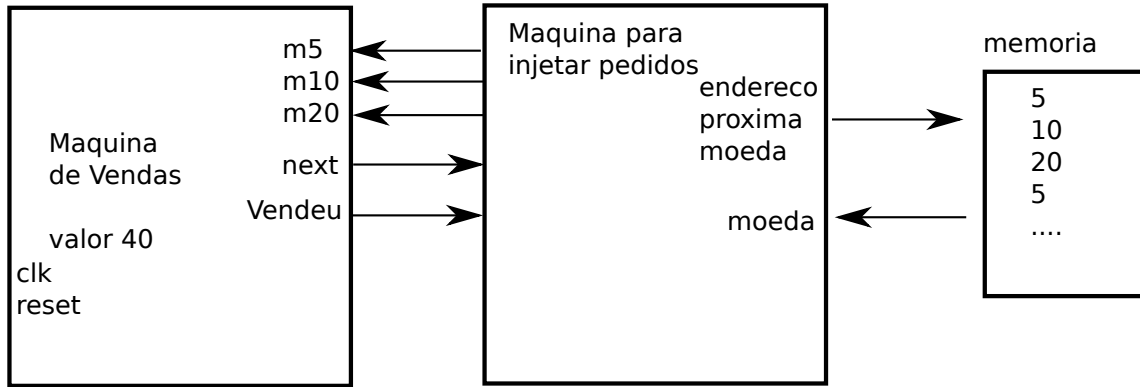 m5
m10
m20
Maquina
de Vendas
next
Vendeu
valor 40
clk
reset
Maquina para
injetar pedidos
endereco
proxima
moeda
moeda
memoria
5
10
20
5
....